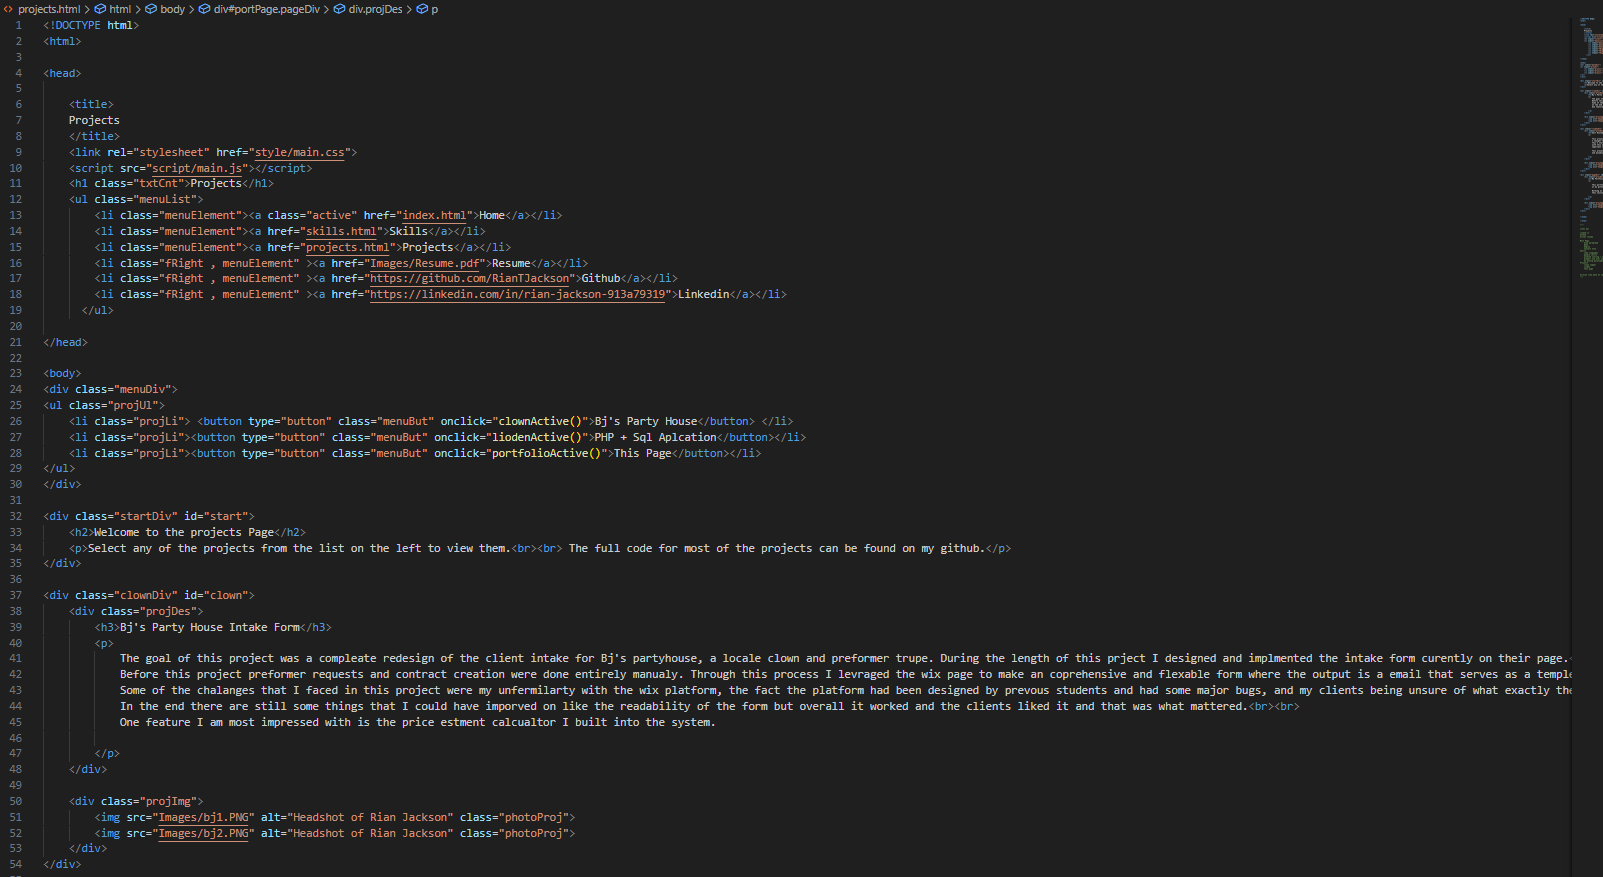 projects.html > html > body > div#portPage.pageDiv > div.projDes > p
1 <!DOCTYPE html>
2 <html>
3
4 <head>
5
6 <title>
7 Projects
8 </title>
9 <link rel="stylesheet" href="style/main.css">
10 <script src="script/main.js"></script>
11 <h1 class="txtCnt">Projects</h1>
12 <ul class="menuList">
13 <li class="menuElement"><a class="active" href="index.html">Home</a></li>
14 <li class="menuElement"><a href="skills.html">Skills</a></li>
15 <li class="menuElement"><a href="projects.html">Projects</a></li>
16 <li class="fRight , menuElement" ><a href="Images/Resume.pdf">Resume</a></li>
17 <li class="fRight , menuElement" ><a href="https://github.com/RianTJackson">Github</a></li>
18 <li class="fRight , menuElement" ><a href="https://linkedin.com/in/rian-jackson-913a79319">Linkedin</a></li>
19 </ul>
20
21 </head>
22
23 <body>
24 <div class="menuDiv">
25 <ul class="projUl">
26 <li class="projLi"> <button type="button" class="menuBut" onclick="clownActive()">Bj's Party House</button> </li>
27 <li class="projLi"><button type="button" class="menuBut" onclick="liodenActive()">PHP + Sql Aplcation</button></li>
28 <li class="projLi"><button type="button" class="menuBut" onclick="portfolioActive()">This Page</button></li>
29 </ul>
30 </div>
31
32 <div class="startDiv" id="start">
33 <h2>Welcome to the projects Page</h2>
34 <p>Select any of the projects from the list on the left to view them.<br><br> The full code for most of the projects can be found on my github.</p>
35 </div>
36
37 <div class="clownDiv" id="clown">
38 <div class="projDes">
39 <h3>Bj's Party House Intake Form</h3>
40 <p>
41 The goal of this project was a compleate redesign of the client intake for Bj's partyhouse, a locale clown and preformer trupe. During the length of this prject I designed and implmented the intake form curently on their page.<
42 Before this project preformer requests and contract creation were done entirely manualy. Through this process I levraged the wix page to make an coprehensive and flexable form where the output is a email that serves as a temple
43 Some of the chalanges that I faced in this project were my unfermilarty with the wix platform, the fact the platform had been designed by prevous students and had some major bugs, and my clients being unsure of what exactly the
44 In the end there are still some things that I could have imporved on like the readability of the form but overall it worked and the clients liked it and that was what mattered.<br><br>
45 One feature I am most impressed with is the price estment calcualtor I built into the system.
46
47 </p>
48 </div>
49
50 <div class="projImg">
51 <img src="Images/bj1.PNG" alt="Headshot of Rian Jackson" class="photoProj">
52 <img src="Images/bj2.PNG" alt="Headshot of Rian Jackson" class="photoProj">
53 </div>
54 </div>